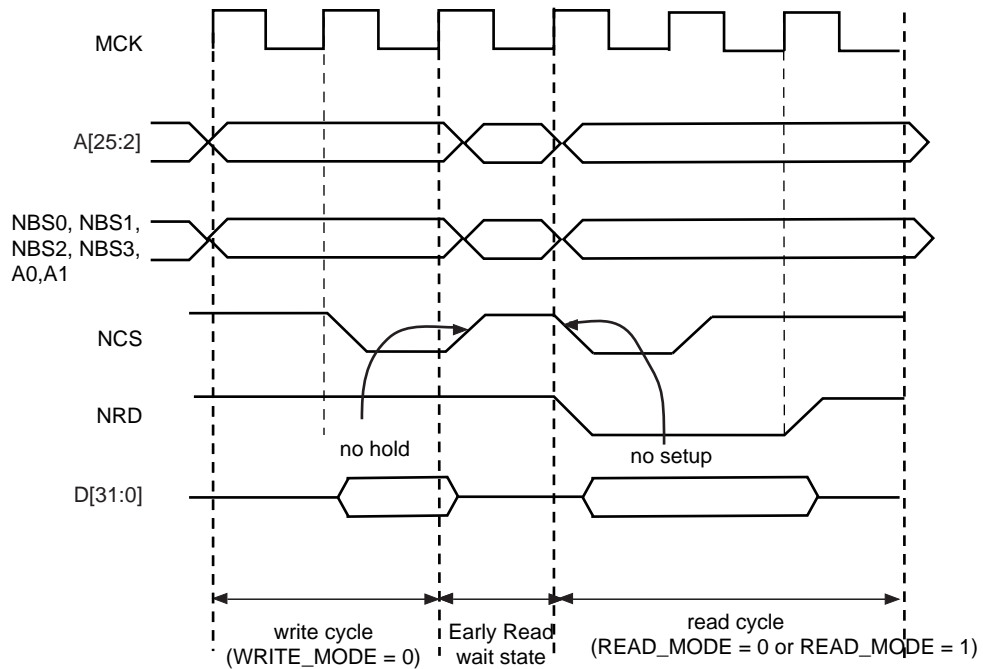 MCK
A[25:2]
NBS0, NBS1,
NBS2, NBS3,
A0,A1
NCS
NRD
no hold
no setup
D[31:0]
write cycle
(WRITE_MODE = 0)
Early Read
wait state
read cycle
(READ_MODE = 0 or READ_MODE = 1)